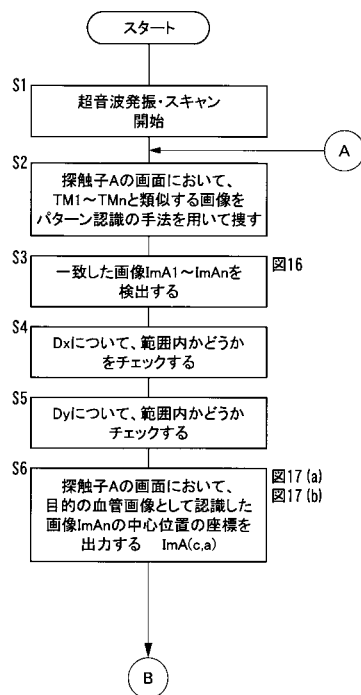 スタート
S1
超音波発振・スキャン
開始
A
S2
探触子Aの画面において、
TM1～TMnと類似する画像を
パターン認識の手法を用いて捜す
S3
一致した画像ImA1～ImAnを
検出する
図16
S4
Dxについて、範囲内かどうか
をチェックする
S5
Dyについて、範囲内かどうか
チェックする
S6
探触子Aの画面において、
目的の血管画像として認識した
画像ImAnの中心位置の座標を
出力する ImA(c,a)
図17(a)
図17(b)
B